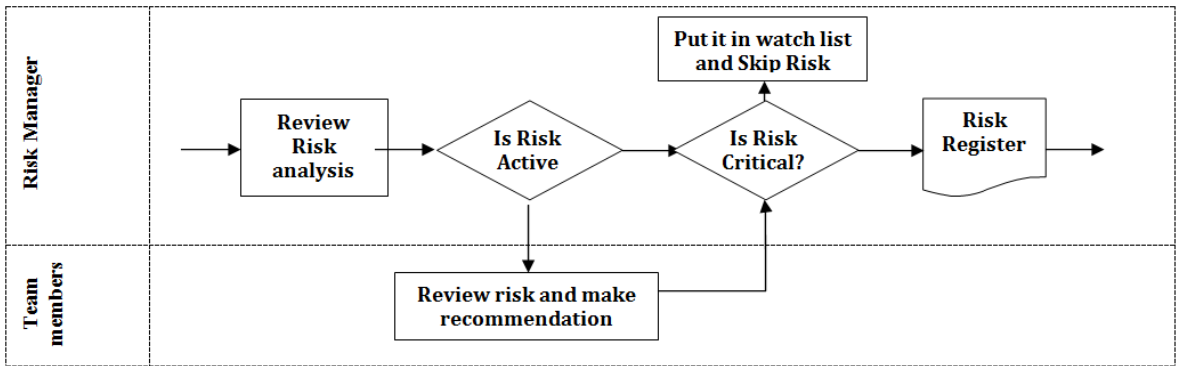 Risk Manager
Review
Risk
analysis
Is Risk
Active
Put it in watch list
and Skip Risk
Is Risk
Critical?
Risk
Register
Team
members
Review risk and make
recommendation